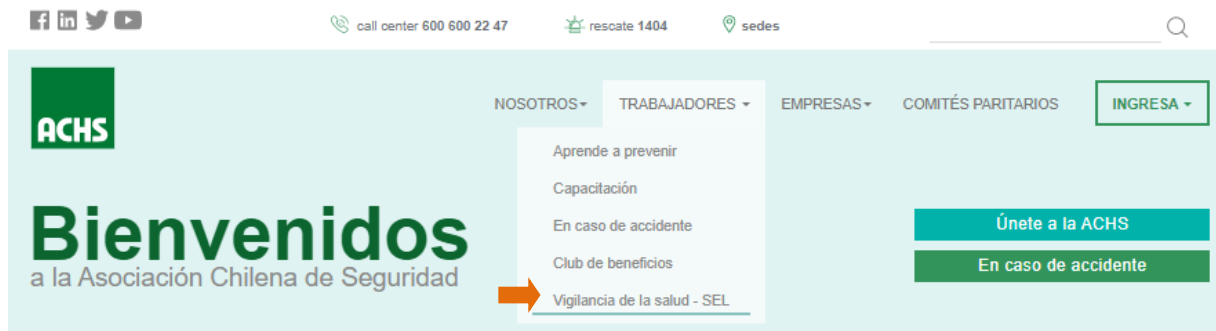 call center 600 600 22 47
rescate 1404
sedes
ACHS
NOSOTROS
TRABAJADORES
EMPRESAS
COMITÉS PARITARIOS
INGRESA
Aprende a prevenir
Capacitación
En caso de accidente
Club de beneficios
Vigilancia de la salud - SEL
Bienvenidos
a la Asociación Chilena de Seguridad
Únete a la ACHS
En caso de accidente